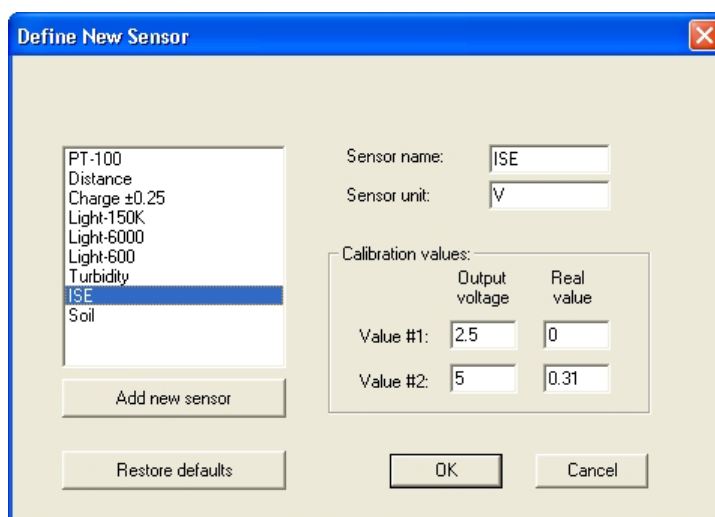 Define New Sensor
PT-100
Distance
Charge ±0.25
Light-150K
Light-6000
Light-600
Turbidity
ISE
Soil
Add new sensor
Restore defaults
Sensor name: ISE
Sensor unit: V
Calibration values:
Output voltage
Real value
Value #1: 2.5 0
Value #2: 5 0.31
OK
Cancel